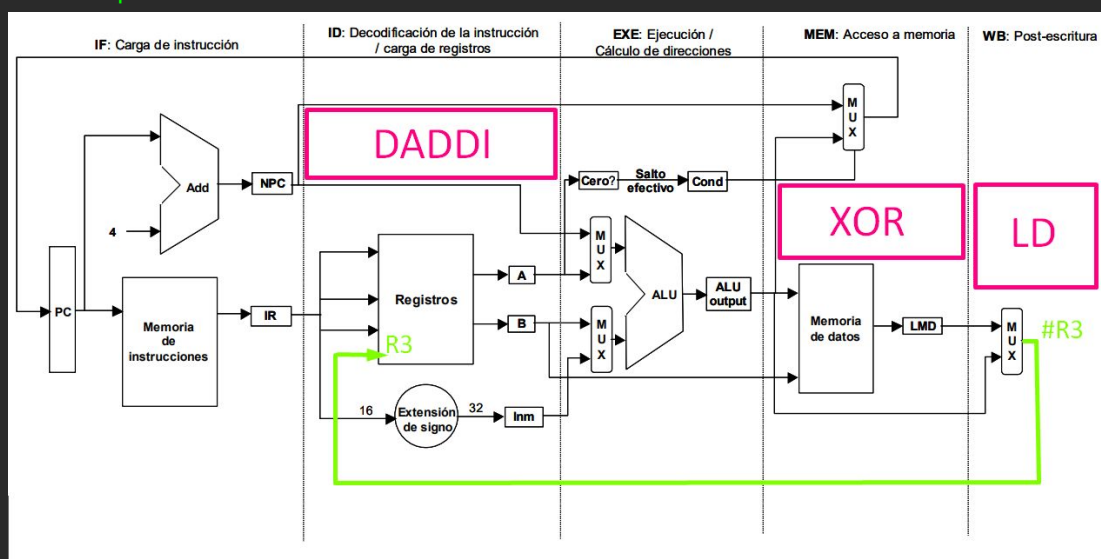 IF: Carga de instrucción
ID: Decodificación de la instrucción
/ carga de registros
EXE: Ejecución /
Cálculo de direcciones
MEM: Acceso a memoria
WB: Post-escritura
DADDI
XOR
LD
M
U
X
Add
NPC
4
Cero?
Salto
efectivo
Cond
PC
Memoria
de
instrucciones
IR
Registros
R3
A
B
M
U
X
M
U
X
ALU
ALU
output
Memoria
de datos
LMD
M
U
X
#R3
16
Extensión
de signo
32
Inm